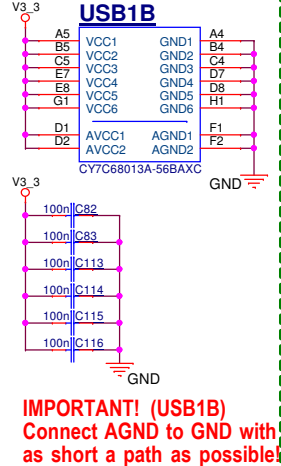 V3_3
USB1B
A5 VCC1 GND1 A4
B5 VCC2 GND2 B4
C5 VCC3 GND3 C4
E7 VCC4 GND4 D7
E8 VCC5 GND5 D8
G1 VCC6 GND6 H1
D1 AVCC1 AGND1 F1
D2 AVCC2 AGND2 F2
CY7C68013A-56BAXC
GND
V3_3
100n C82
100n C83
100n C113
100n C114
100n C115
100n C116
GND
IMPORTANT! (USB1B)
Connect AGND to GND with
as short a path as possible!